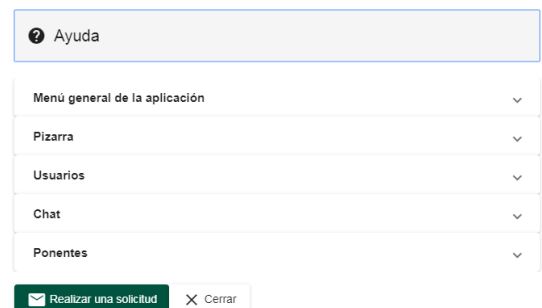 Ayuda
Menú general de la aplicación
Pizarra
Usuarios
Chat
Ponentes
Realizar una solicitud
Cerrar